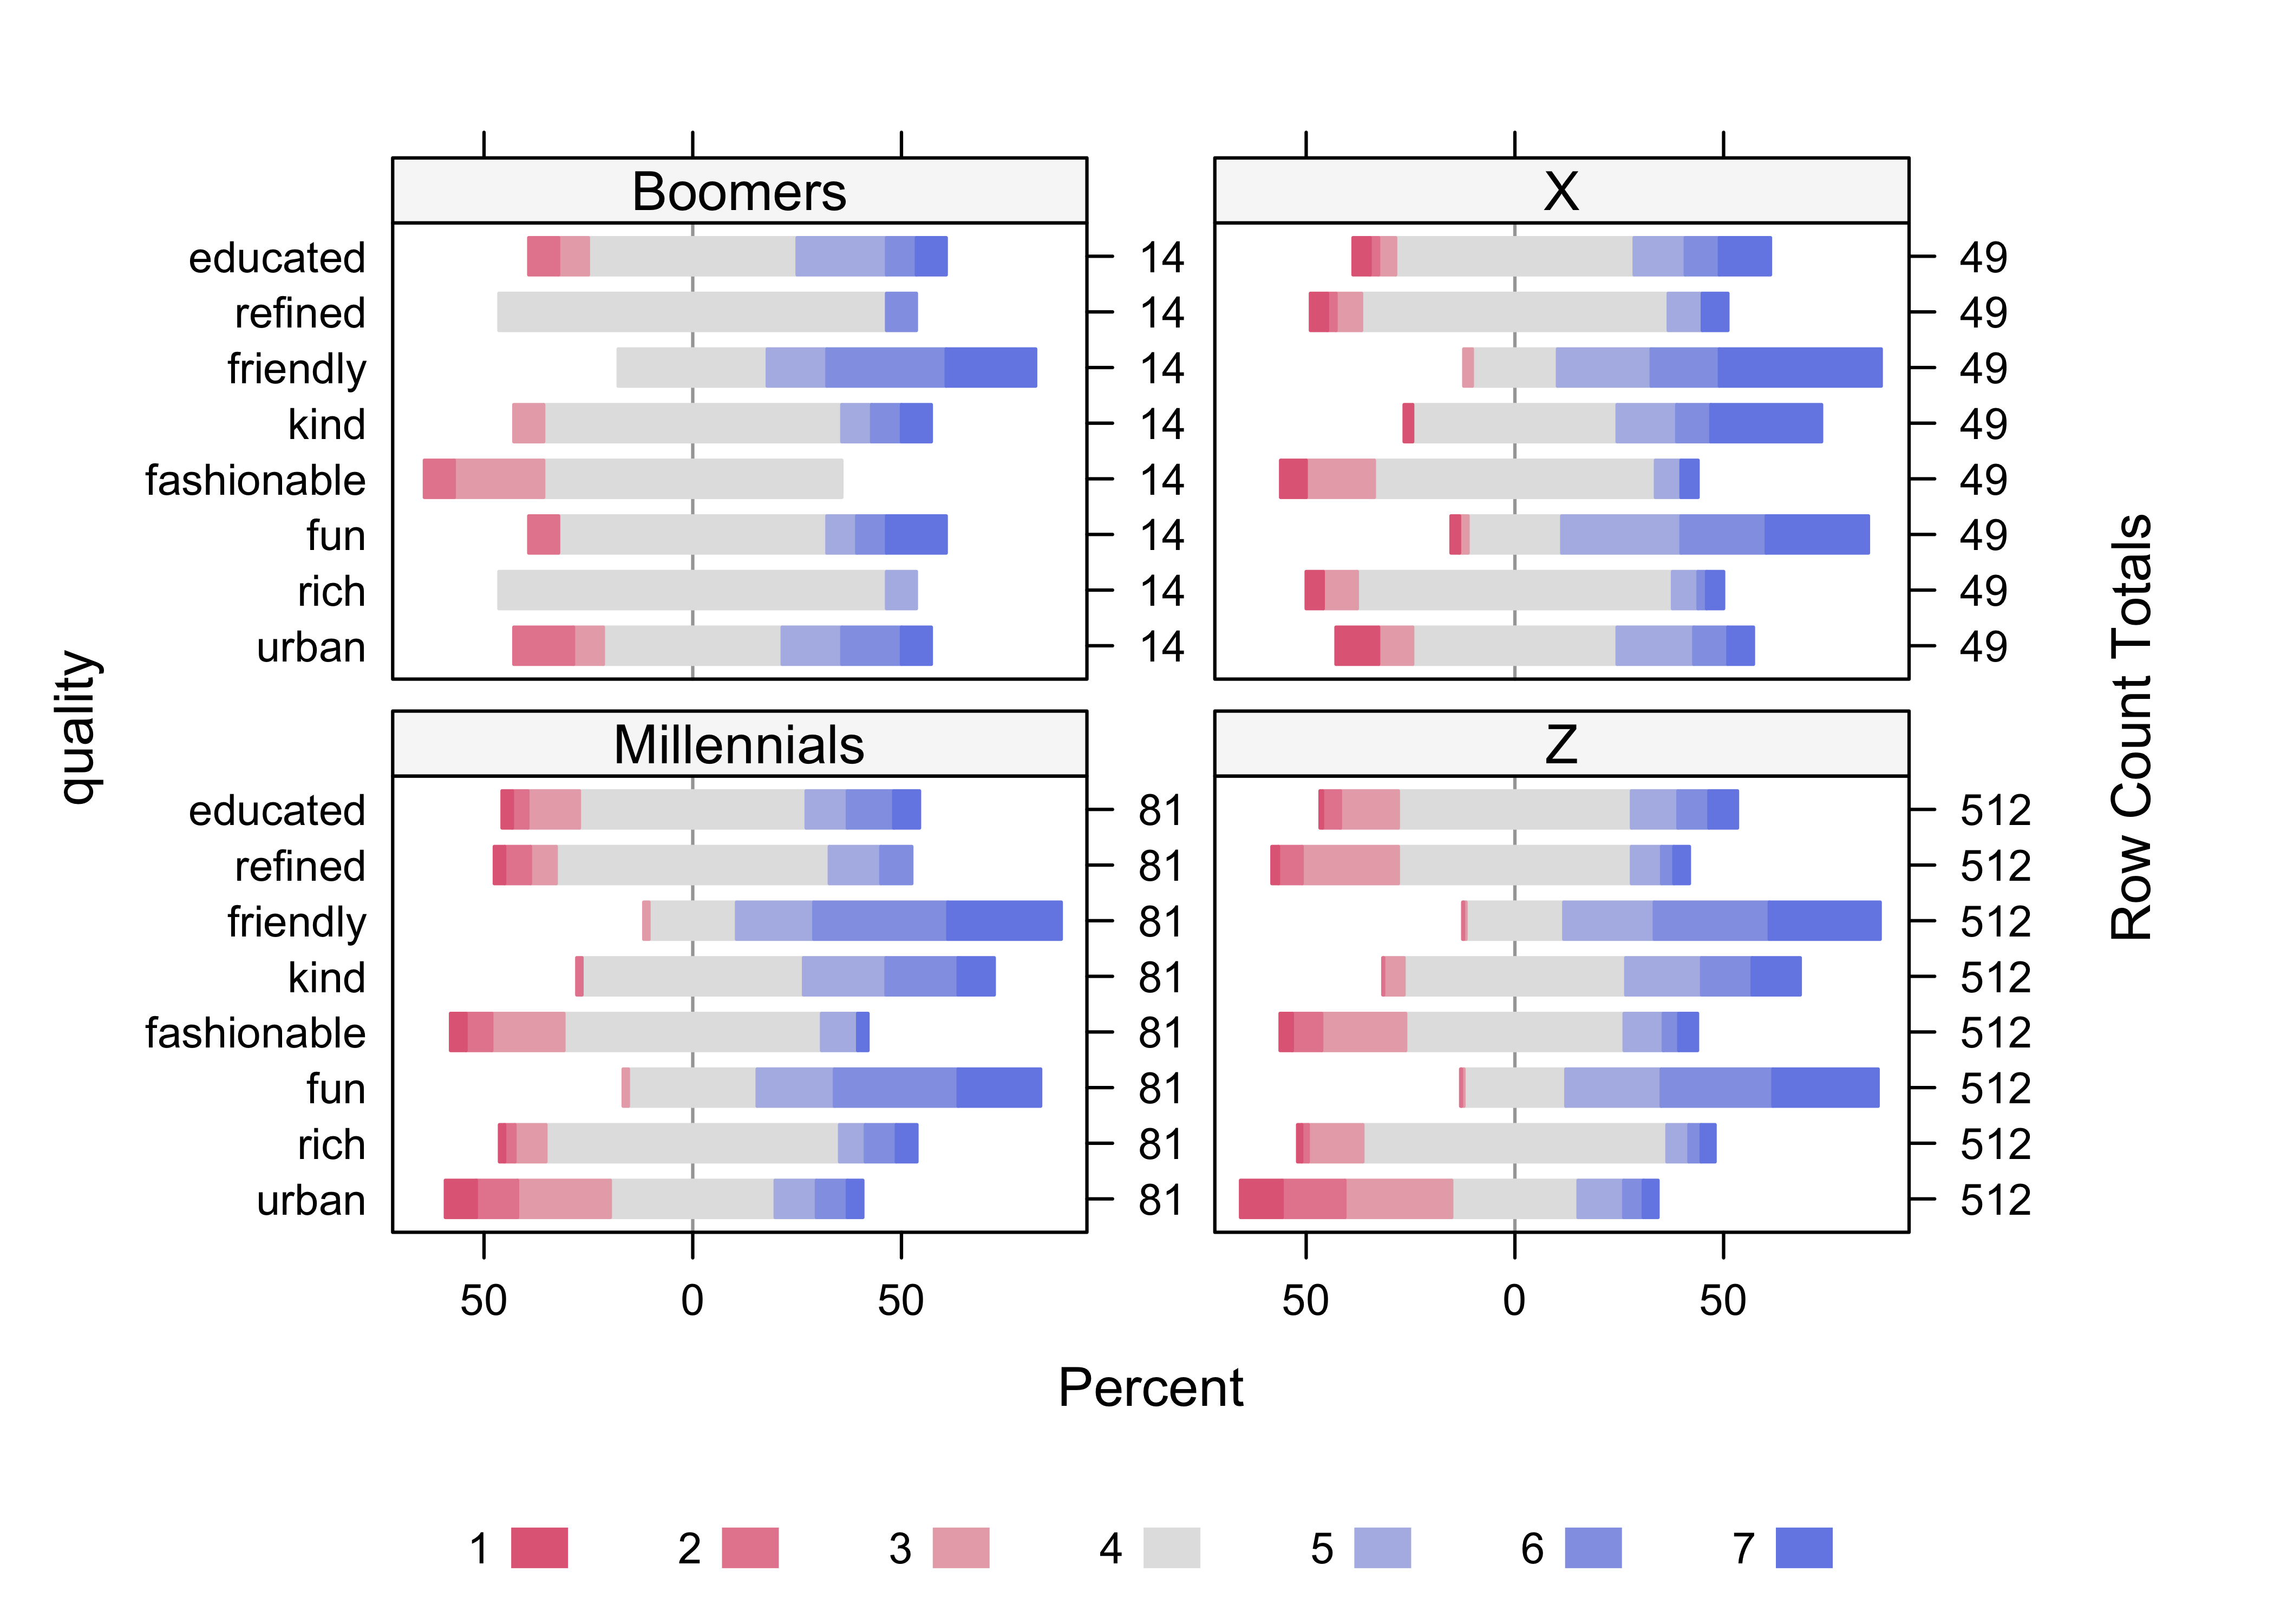 Boomers
X
educated 14 49
refined 14 49
friendly 14 49
kind 14 49
fashionable 14 49
fun 14 49
rich 14 49
urban 14 49
quality
Row Count Totals
Millennials
Z
educated 81 512
refined 81 512
friendly 81 512
kind 81 512
fashionable 81 512
fun 81 512
rich 81 512
urban 81 512
50 0 50 50 0 50
Percent
1 2 3 4 5 6 7